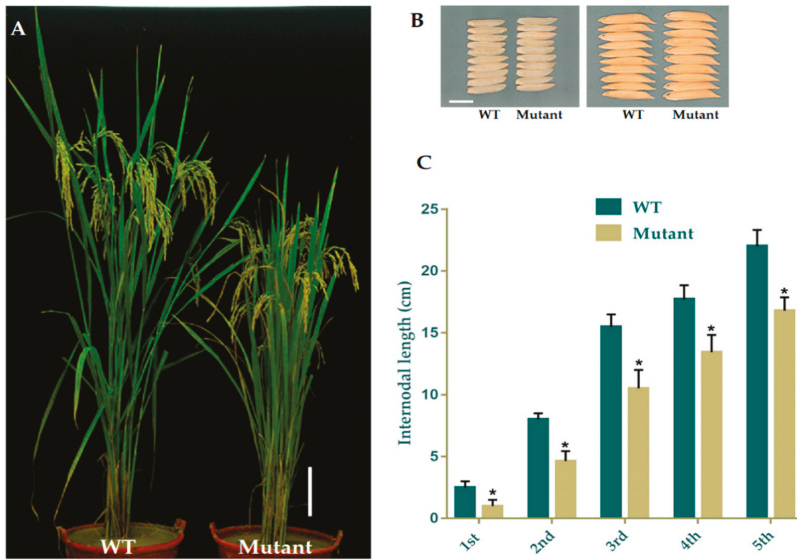 A
WT
Mutant
B
WT Mutant
WT Mutant
C
WT
Mutant
Internodal length (cm)
25
20
15
10
5
0
1st
2nd
3rd
4th
5th
*
*
*
*
*